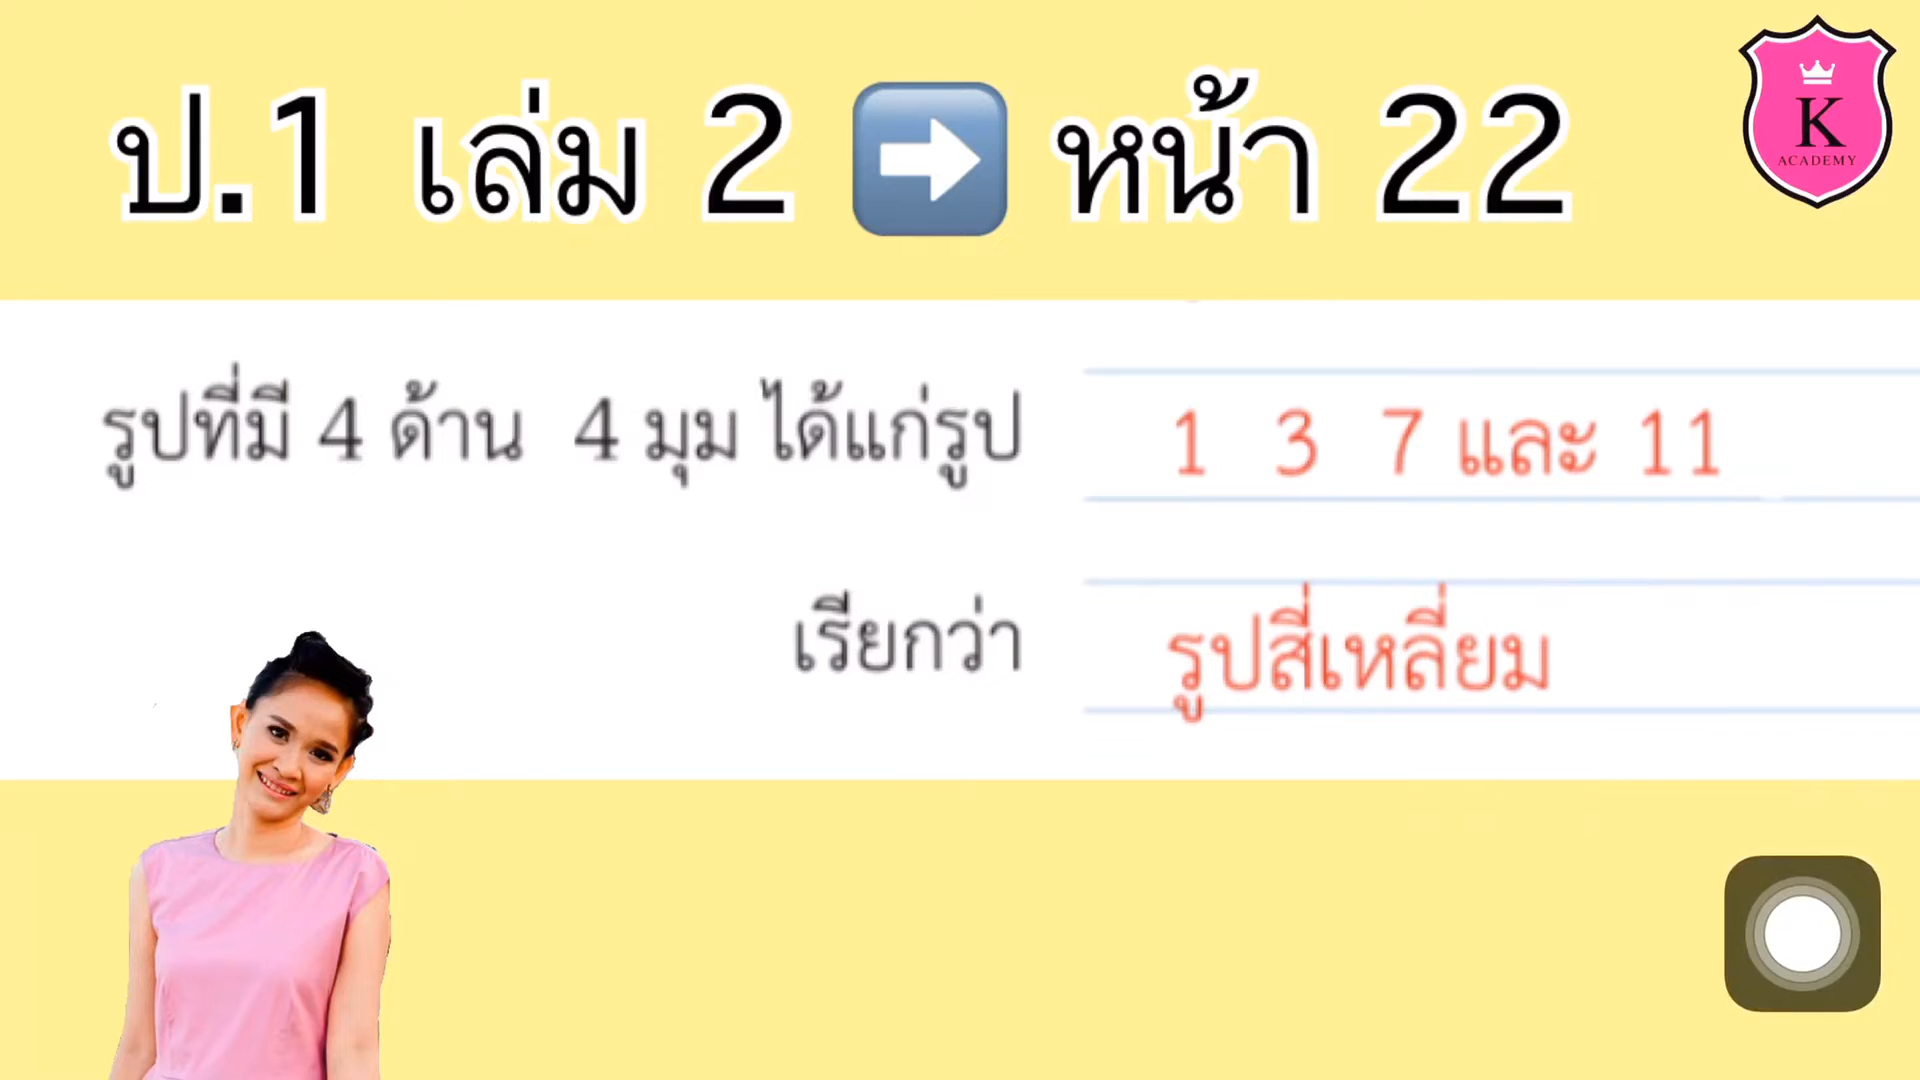 ป.1 เล่ม 2 ➡ หน้า 22
K
ACADEMY
รูปที่มี 4 ด้าน 4 มุม ได้แก่รูป 1 3 7 และ 11
เรียกว่า รูปสี่เหลี่ยม